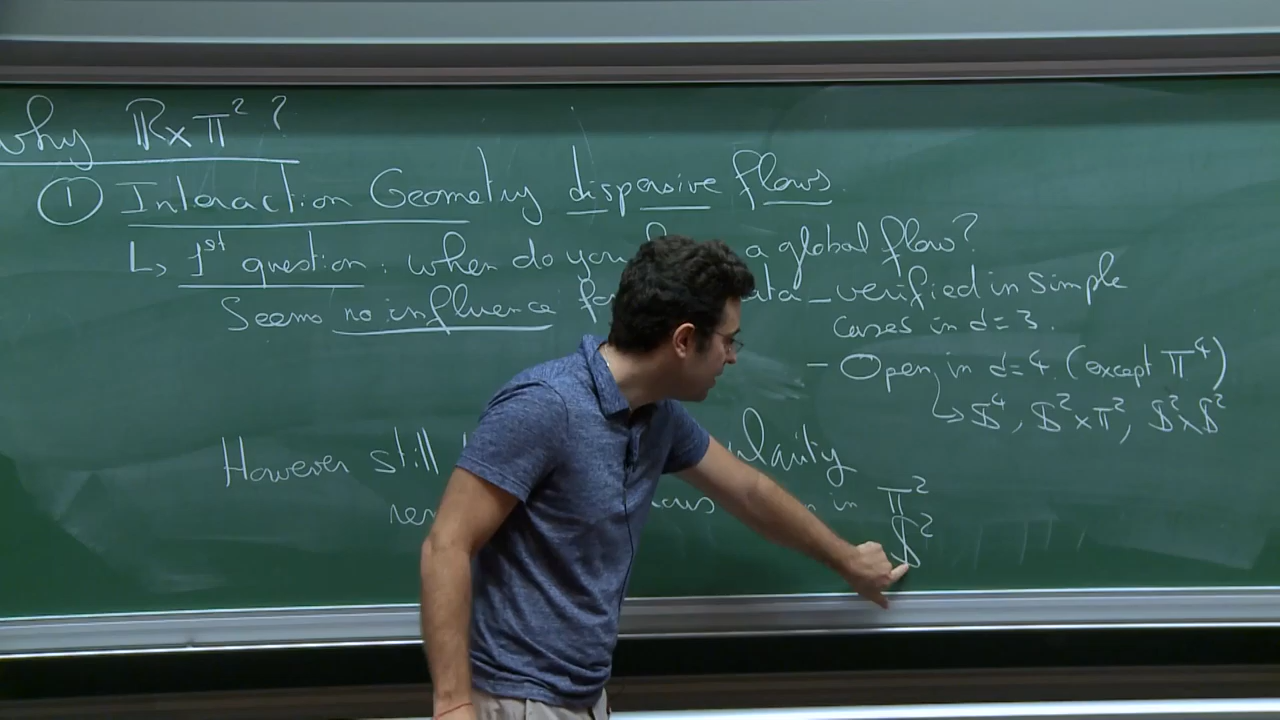 Why ℝ×𝕋² ?
① Interaction Geometry dispersive flows.
↳ 1st question : when do you a global flow?
Seems no influence – verified in simple
cases in d=3.
– Open in d=4 (except 𝕋⁴)
↳ 𝕊⁴, 𝕊²×𝕋², 𝕊²×𝕊²
However still
in 𝕋²
𝕊²